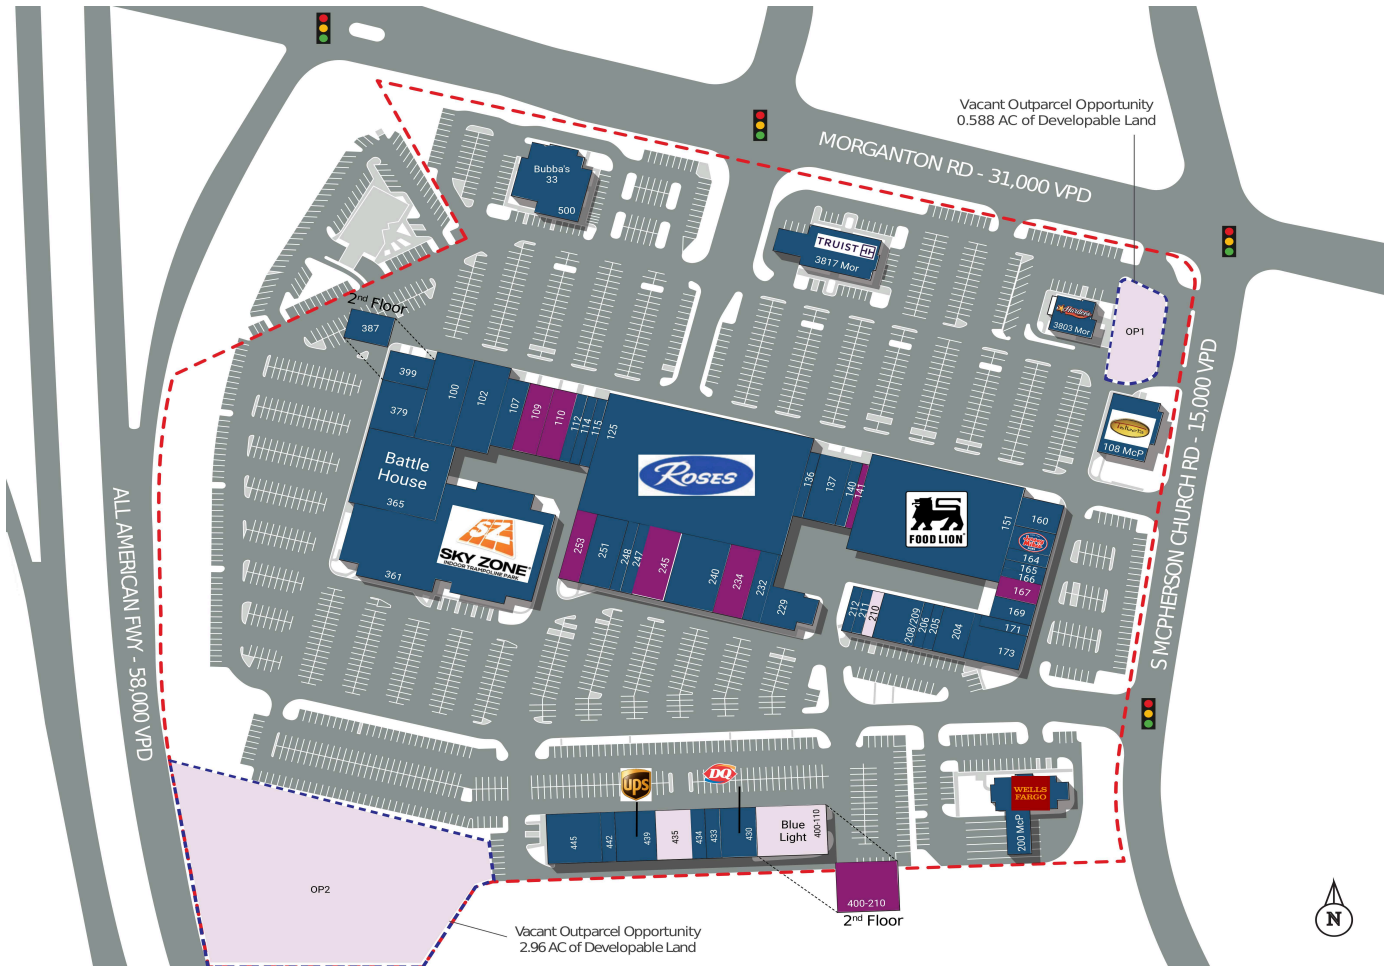 Vacant Outparcel Opportunity
0.588 AC of Developable Land
MORGANTON RD - 31,000 VPD
Bubba's
33
500
TRUIST
3817 Mor
Hardee's
3803 Mor
OP1
2nd Floor
387
399
379
100
102
107
109
110
112
114
115
125
ROSES
Battle
House
365
SZ
SKY ZONE
INDOOR TRAMPOLINE PARK
361
253
251
248
247
245
240
234
232
229
136
137
140
141
FOOD LION
151
160
164
165
166
167
169
171
173
212
211
210
208/209
206
205
204
108 McP
S MCPHERSON CHURCH RD - 15,000 VPD
ALL AMERICAN FWY - 58,000 VPD
ups
DQ
445
442
439
435
434
433
430
Blue
Light
400-110
400-210
2nd Floor
WELLS
FARGO
200 McP
OP2
Vacant Outparcel Opportunity
2.96 AC of Developable Land
N